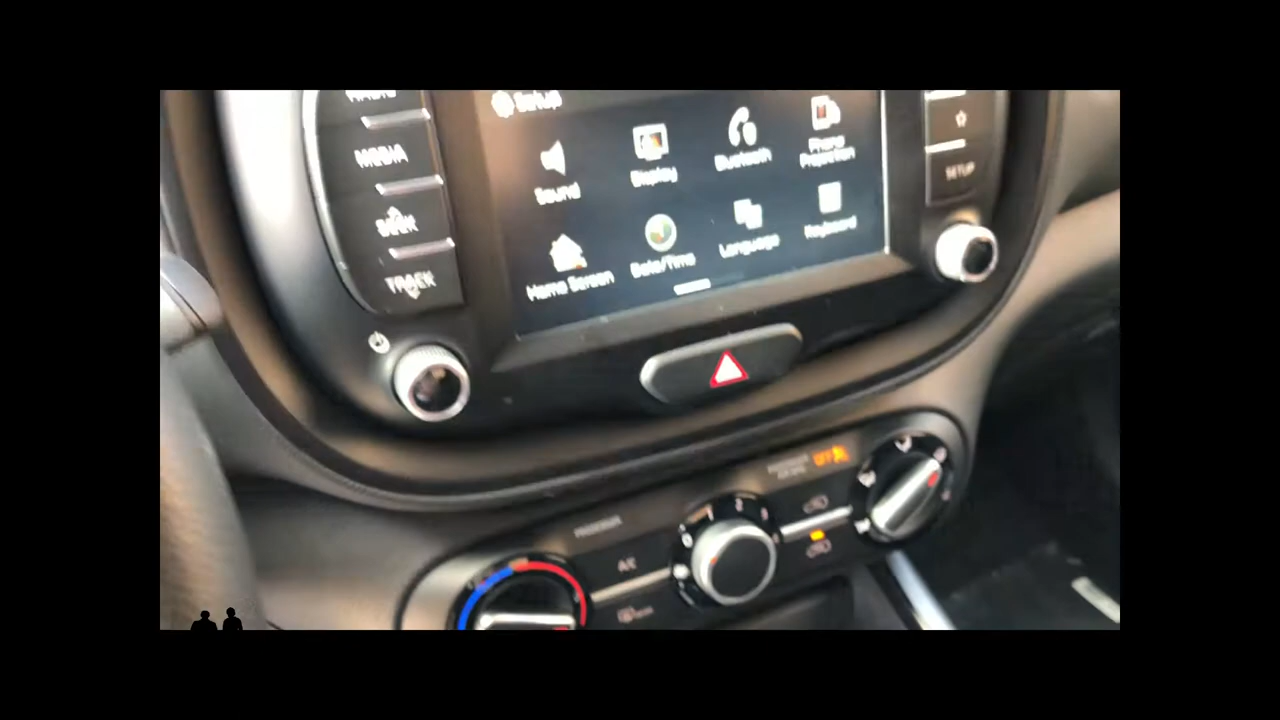 Setup
MEDIA
SEEK
TRACK
Sound
Display
Bluetooth
Phone
Projection
Home Screen
Date/Time
Language
Keyboard
SETUP
OFF
A/C